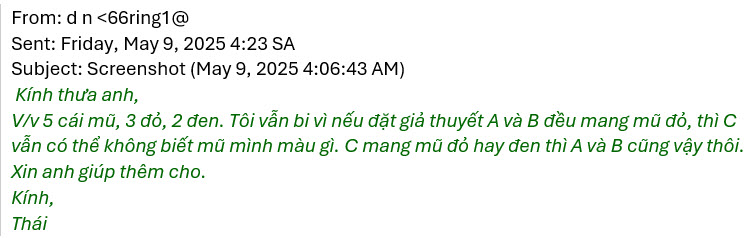 From: d n <66ring1@
Sent: Friday, May 9, 2025 4:23 SA
Subject: Screenshot (May 9, 2025 4:06:43 AM)
Kính thưa anh,
V/v 5 cái mũ, 3 đỏ, 2 đen. Tôi vẫn bi vì nếu đặt giả thuyết A và B đều mang mũ đỏ, thì C
vẫn có thể không biết mũ mình màu gì. C mang mũ đỏ hay đen thì A và B cũng vậy thôi.
Xin anh giúp thêm cho.
Kính,
Thái